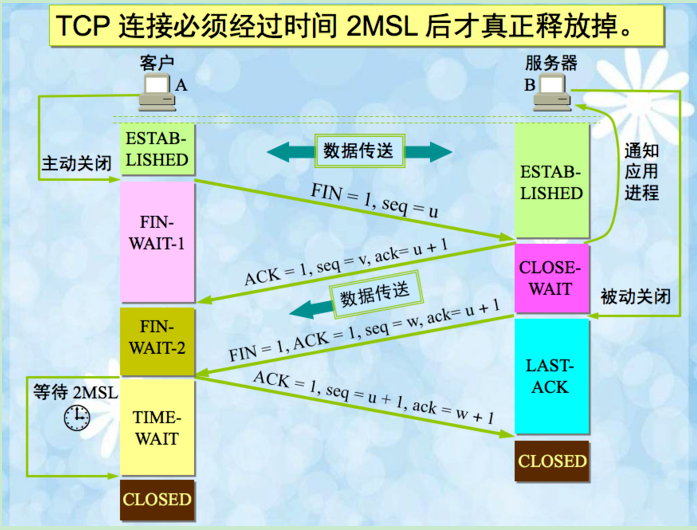 TCP 连接必须经过时间 2MSL 后才真正释放掉。
客户
A
服务器
B
ESTAB-
LISHED
数据传送
主动关闭
FIN = 1, seq = u
ESTAB-
LISHED
通知
应用
进程
FIN-
WAIT-1
ACK = 1, seq = v, ack= u + 1
CLOSE-
WAIT
数据传送
被动关闭
FIN-
WAIT-2
FIN = 1, ACK = 1, seq = w, ack= u + 1
LAST-
ACK
等待 2MSL
ACK = 1, seq = u + 1, ack = w + 1
TIME-
WAIT
CLOSED
CLOSED